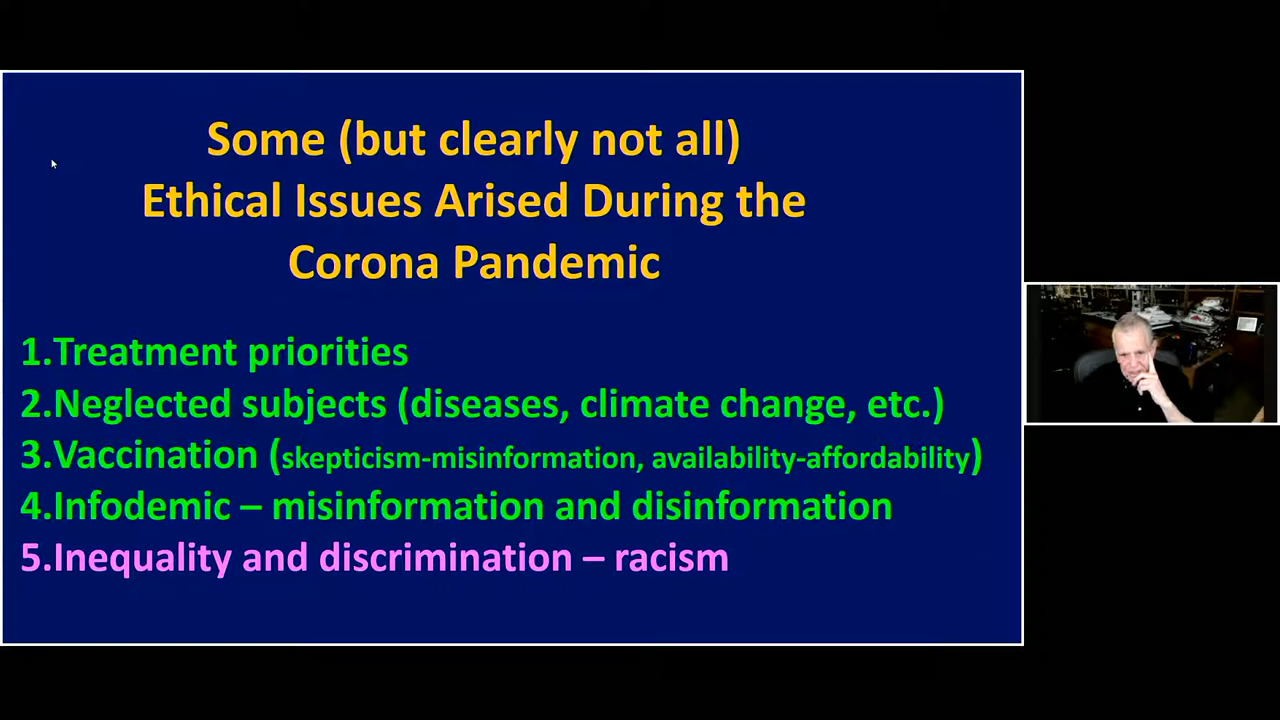 Some (but clearly not all)
Ethical Issues Arised During the
Corona Pandemic
1.Treatment priorities
2.Neglected subjects (diseases, climate change, etc.)
3.Vaccination (skepticism-misinformation, availability-affordability)
4.Infodemic – misinformation and disinformation
5.Inequality and discrimination – racism